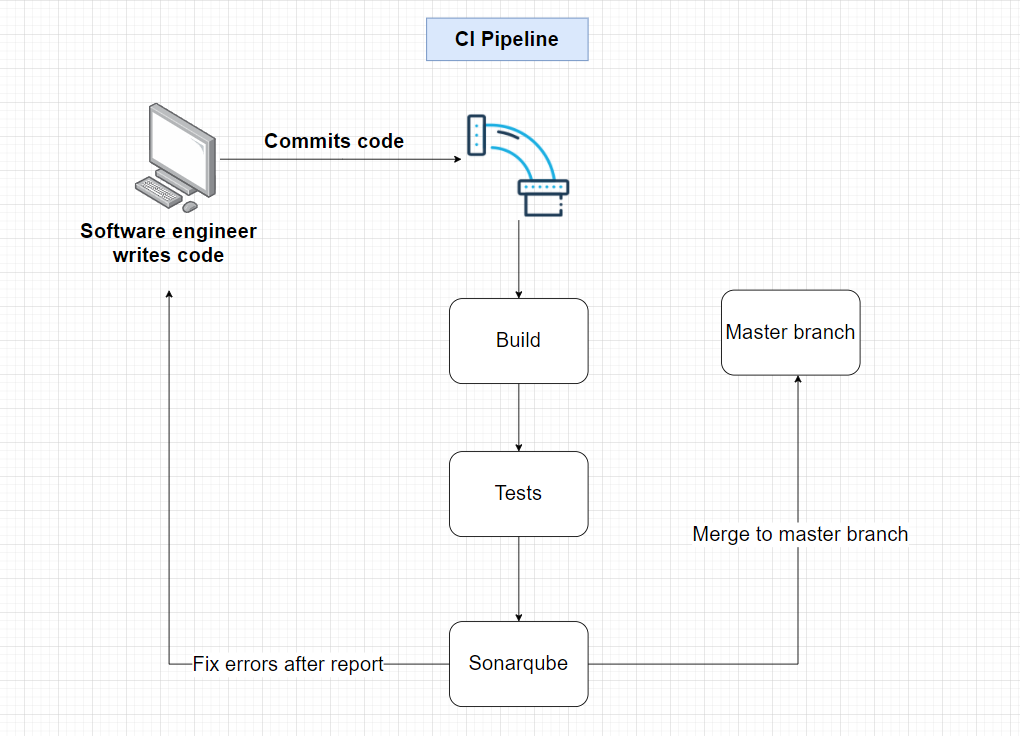 CI Pipeline
Commits code
Software engineer
writes code
Build
Master branch
Tests
Merge to master branch
Fix errors after report
Sonarqube